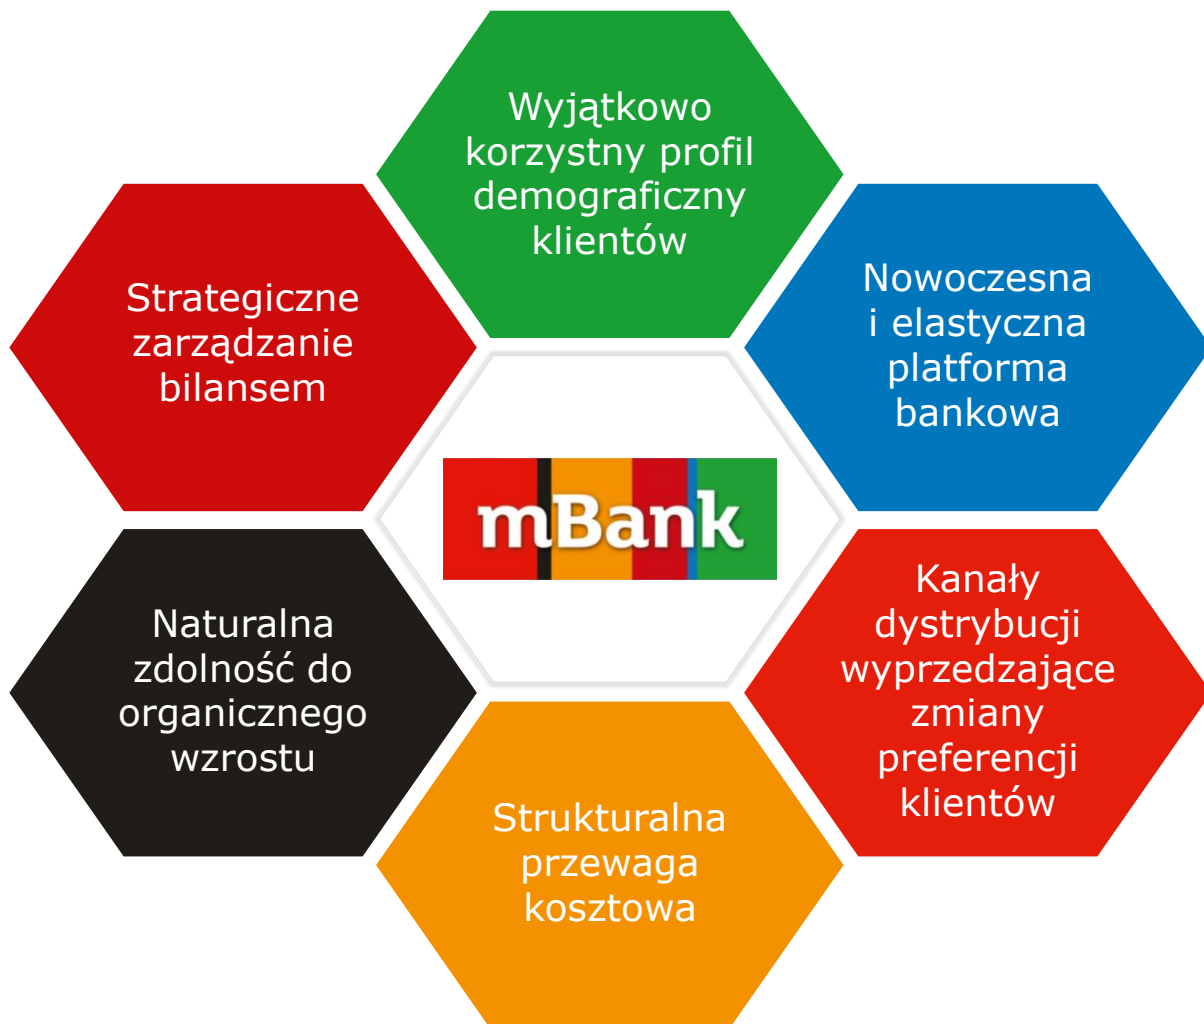 Wyjątkowo
korzystny profil
demograficzny
klientów
Nowoczesna
i elastyczna
platforma
bankowa
Kanały
dystrybucji
wyprzedzające
zmiany
preferencji
klientów
Strukturalna
przewaga
kosztowa
Naturalna
zdolność do
organicznego
wzrostu
Strategiczne
zarządzanie
bilansem
mBank